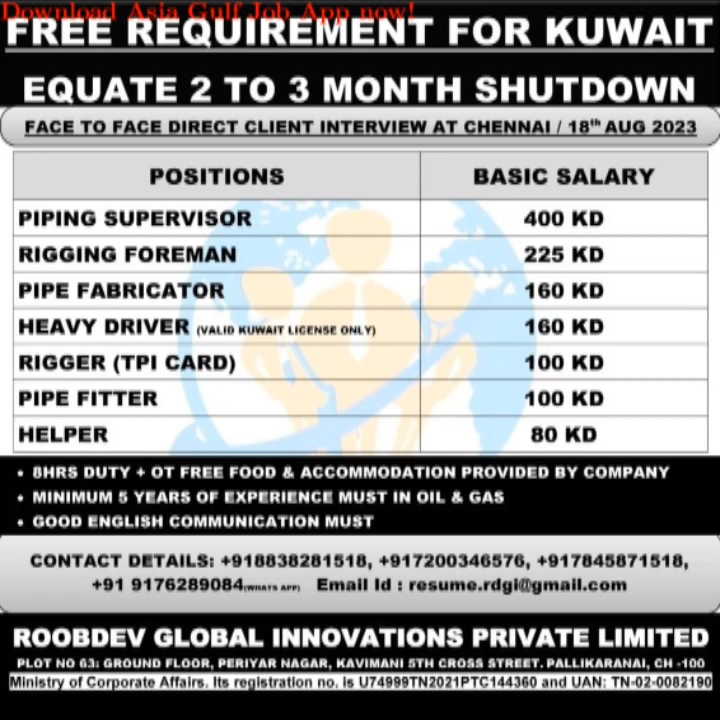 Download Asia Gulf Job App now!
FREE REQUIREMENT FOR KUWAIT
EQUATE 2 TO 3 MONTH SHUTDOWN
FACE TO FACE DIRECT CLIENT INTERVIEW AT CHENNAI / 18th AUG 2023
POSITIONS BASIC SALARY
PIPING SUPERVISOR 400 KD
RIGGING FOREMAN 225 KD
PIPE FABRICATOR 160 KD
HEAVY DRIVER (VALID KUWAIT LICENSE ONLY) 160 KD
RIGGER (TPI CARD) 100 KD
PIPE FITTER 100 KD
HELPER 80 KD
• 8HRS DUTY + OT FREE FOOD & ACCOMMODATION PROVIDED BY COMPANY
• MINIMUM 5 YEARS OF EXPERIENCE MUST IN OIL & GAS
• GOOD ENGLISH COMMUNICATION MUST
CONTACT DETAILS: +918838281518, +917200346576, +917845871518,
+91 9176289084(WHATS APP) Email Id : resume.rdgi@gmail.com
ROOBDEV GLOBAL INNOVATIONS PRIVATE LIMITED
PLOT NO 63: GROUND FLOOR, PERIYAR NAGAR, KAVIMANI 5TH CROSS STREET. PALLIKARANAI, CH -100
Ministry of Corporate Affairs. Its registration no. is U74999TN2021PTC144360 and UAN: TN-02-0082190